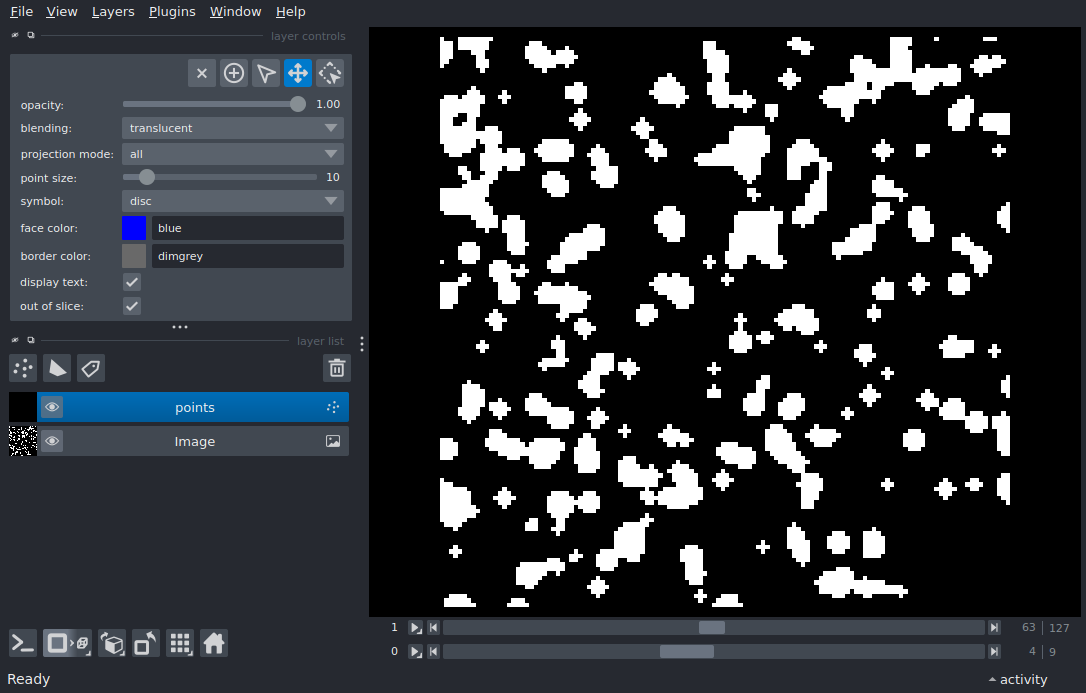 File View Layers Plugins Window Help
layer controls
opacity: 1.00
blending: translucent
projection mode: all
point size: 10
symbol: disc
face color: blue
border color: dimgrey
display text:
out of slice:
layer list
points
Image
1 63 | 127
0 4 | 9
Ready activity